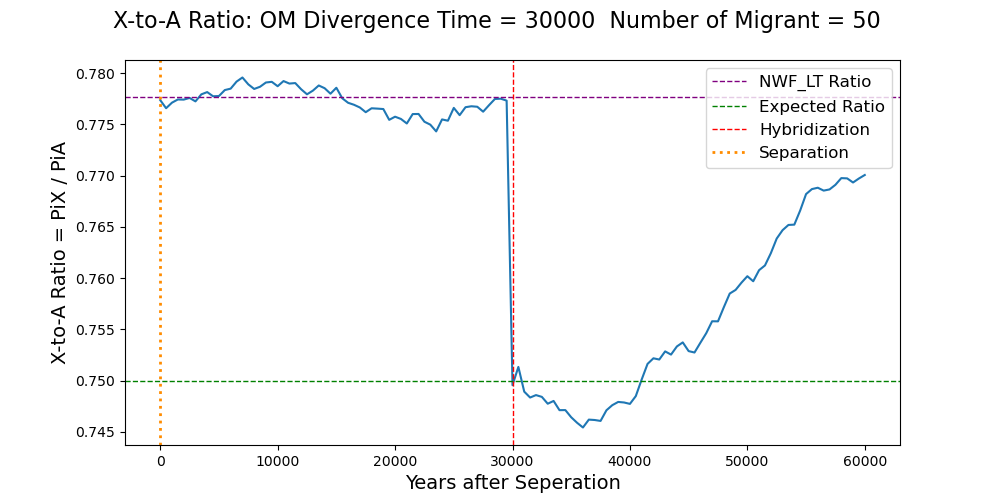 X-to-A Ratio: OM Divergence Time = 30000  Number of Migrant = 50
X-to-A Ratio = PiX / PiA
0.780
0.775
0.770
0.765
0.760
0.755
0.750
0.745
NWF_LT Ratio
Expected Ratio
Hybridization
Separation
0 10000 20000 30000 40000 50000 60000
Years after Seperation